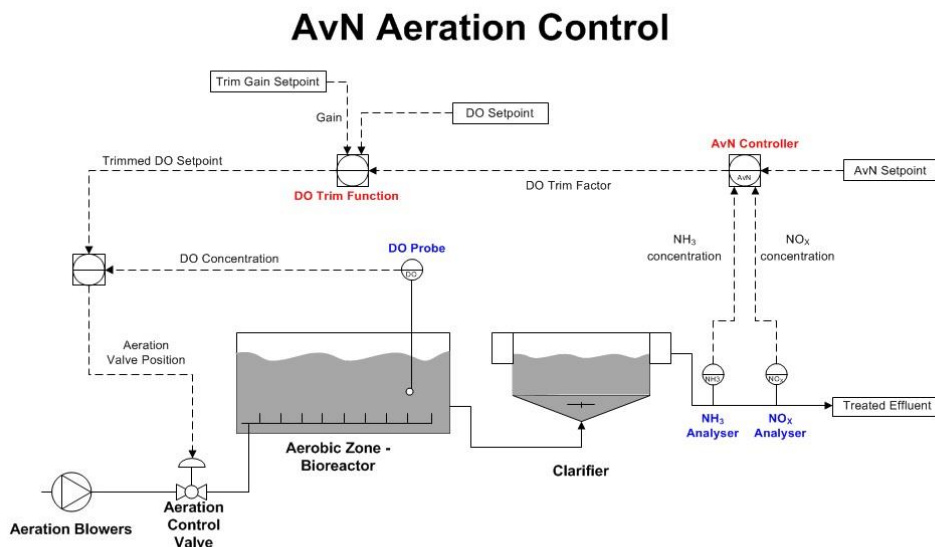 AvN Aeration Control
Trim Gain Setpoint
Gain
DO Setpoint
AvN Controller
Trimmed DO Setpoint
DO Trim Function
DO Trim Factor
AvN
AvN Setpoint
DO Probe
NH₃
concentration
NOₓ
concentration
DO Concentration
DO
Aeration
Valve Position
NH3
NOₓ
Treated Effluent
NH₃
Analyser
NOₓ
Analyser
Aerobic Zone -
Bioreactor
Clarifier
Aeration Blowers
Aeration
Control
Valve